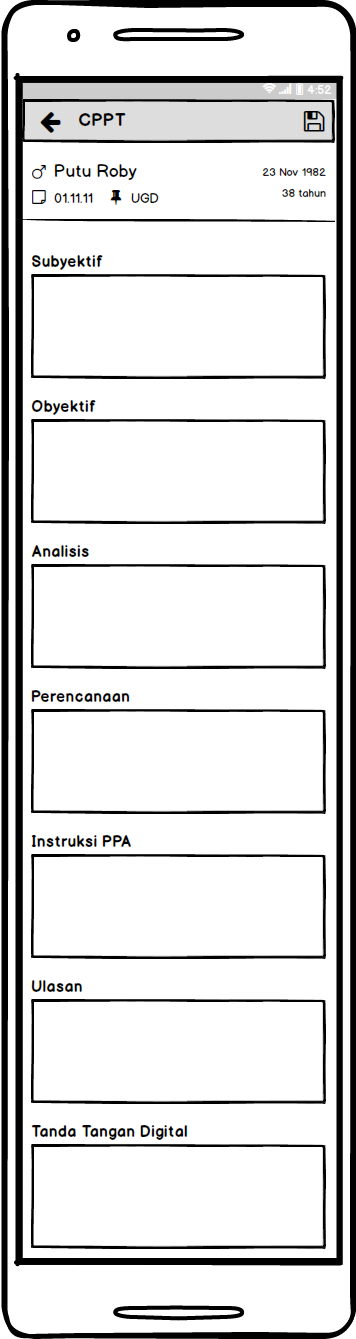 4:52
CPPT
Putu Roby 23 Nov 1982
01.11.11 UGD 38 tahun
Subyektif
Obyektif
Analisis
Perencanaan
Instruksi PPA
Ulasan
Tanda Tangan Digital